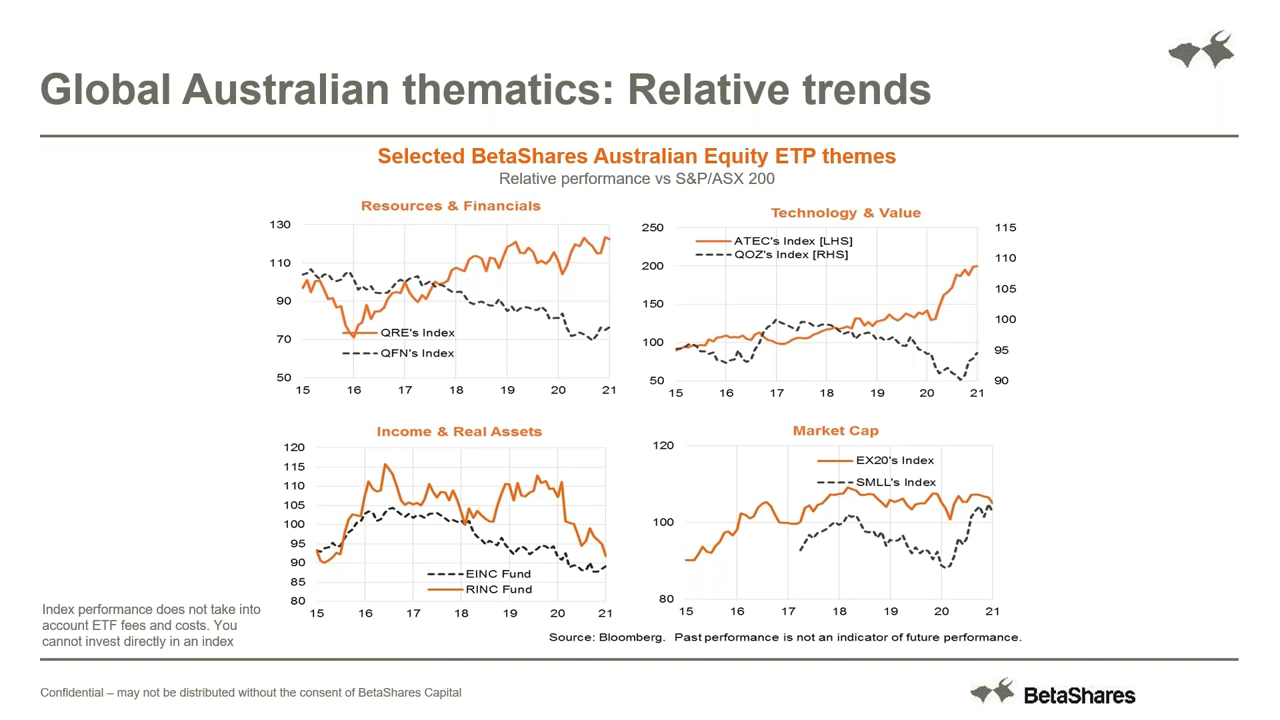 Global Australian thematics: Relative trends
Selected BetaShares Australian Equity ETP themes
Relative performance vs S&P/ASX 200
Resources & Financials
130
110
90
70
50
QRE's Index
QFN's Index
15 16 17 18 19 20 21
Technology & Value
250
200
150
100
50
115
110
105
100
95
90
ATEC's Index [LHS]
QOZ's Index [RHS]
15 16 17 18 19 20 21
Income & Real Assets
120
115
110
105
100
95
90
85
80
EINC Fund
RINC Fund
15 16 17 18 19 20 21
Market Cap
120
100
80
EX20's Index
SMLL's Index
15 16 17 18 19 20 21
Index performance does not take into
account ETF fees and costs. You
cannot invest directly in an index
Source: Bloomberg. Past performance is not an indicator of future performance.
Confidential – may not be distributed without the consent of BetaShares Capital
BetaShares